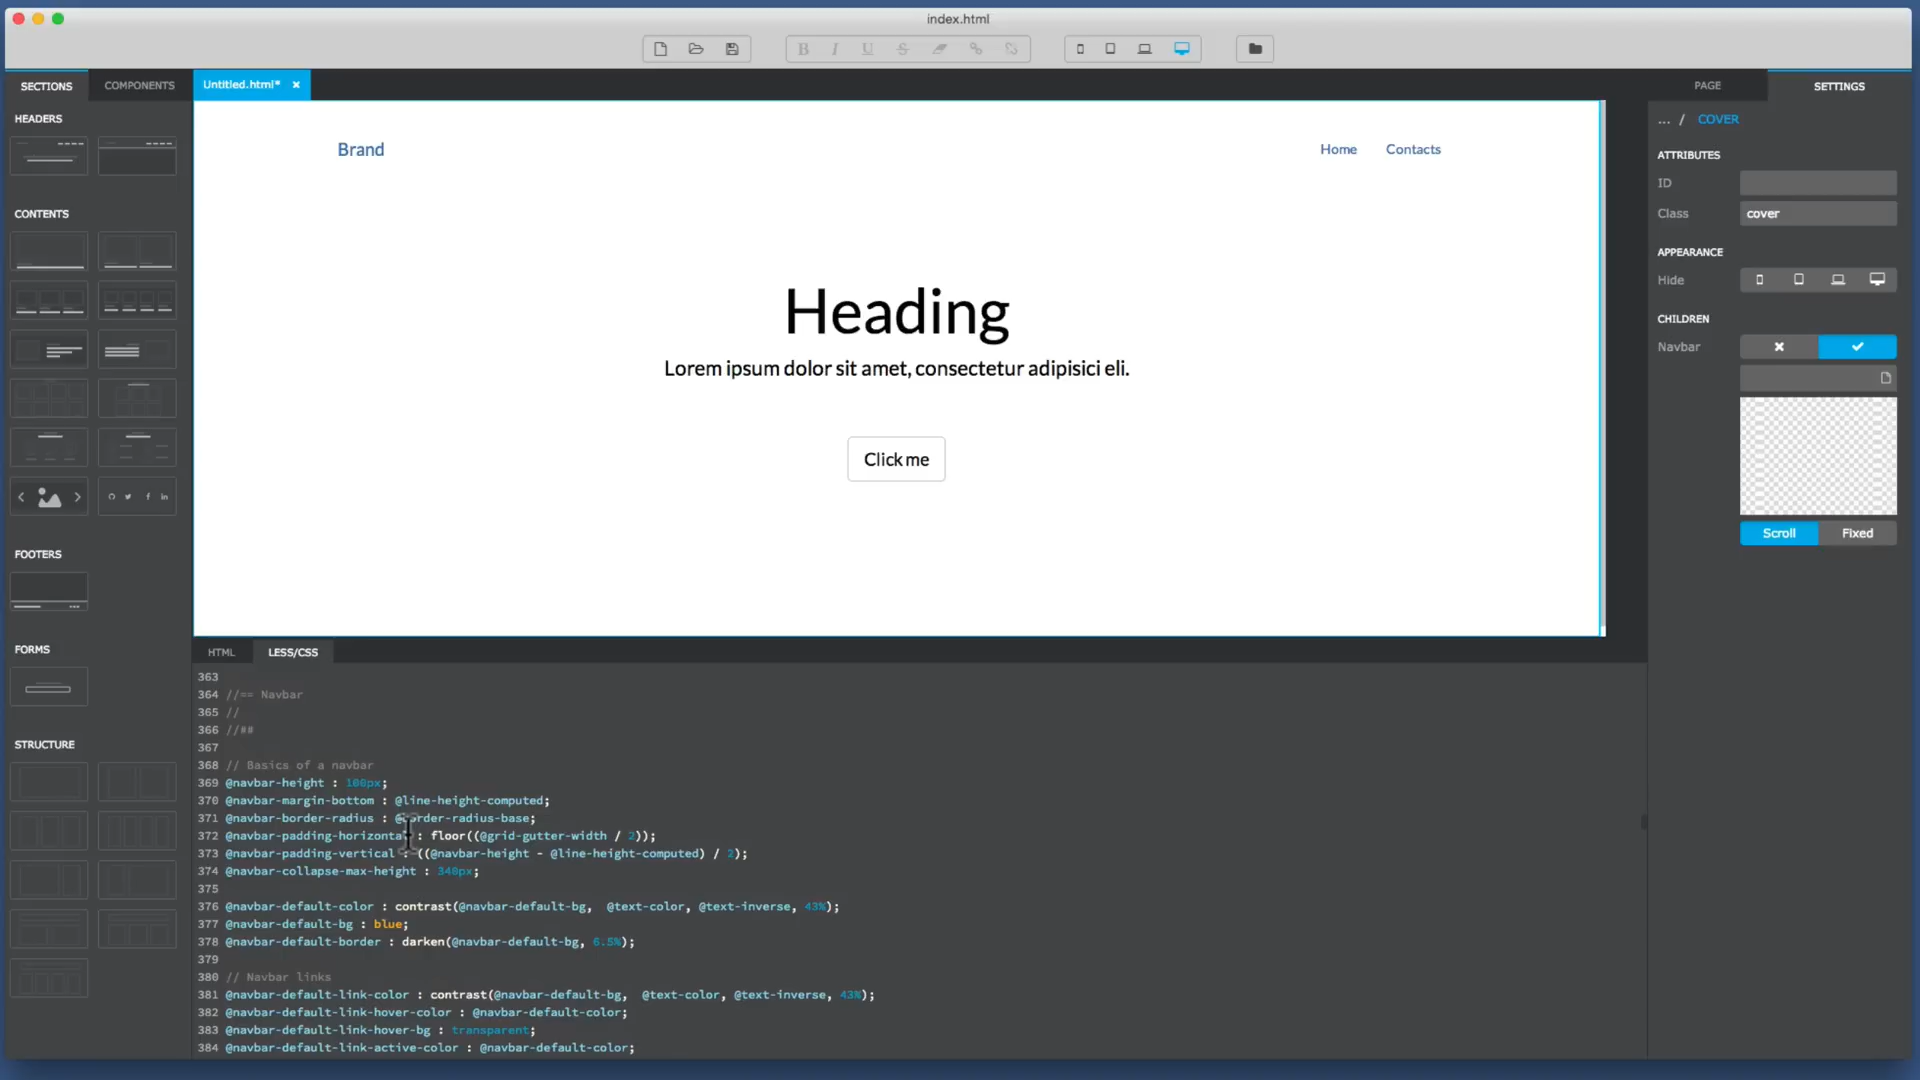 index.html
B I U S
SECTIONS
COMPONENTS
Untitled.html*
PAGE
SETTINGS
HEADERS
CONTENTS
FOOTERS
FORMS
STRUCTURE
Brand
Home
Contacts
Heading
Lorem ipsum dolor sit amet, consectetur adipisici eli.
Click me
... / COVER
ATTRIBUTES
ID
Class cover
APPEARANCE
Hide
CHILDREN
Navbar
Scroll
Fixed
HTML
LESS/CSS
363
364 //== Navbar
365 //
366 //##
367
368 // Basics of a navbar
369 @navbar-height : 100px;
370 @navbar-margin-bottom : @line-height-computed;
371 @navbar-border-radius : @border-radius-base;
372 @navbar-padding-horizontal : floor((@grid-gutter-width / 2));
373 @navbar-padding-vertical : ((@navbar-height - @line-height-computed) / 2);
374 @navbar-collapse-max-height : 340px;
375
376 @navbar-default-color : contrast(@navbar-default-bg, @text-color, @text-inverse, 43%);
377 @navbar-default-bg : blue;
378 @navbar-default-border : darken(@navbar-default-bg, 6.5%);
379
380 // Navbar links
381 @navbar-default-link-color : contrast(@navbar-default-bg, @text-color, @text-inverse, 43%);
382 @navbar-default-link-hover-color : @navbar-default-color;
383 @navbar-default-link-hover-bg : transparent;
384 @navbar-default-link-active-color : @navbar-default-color;